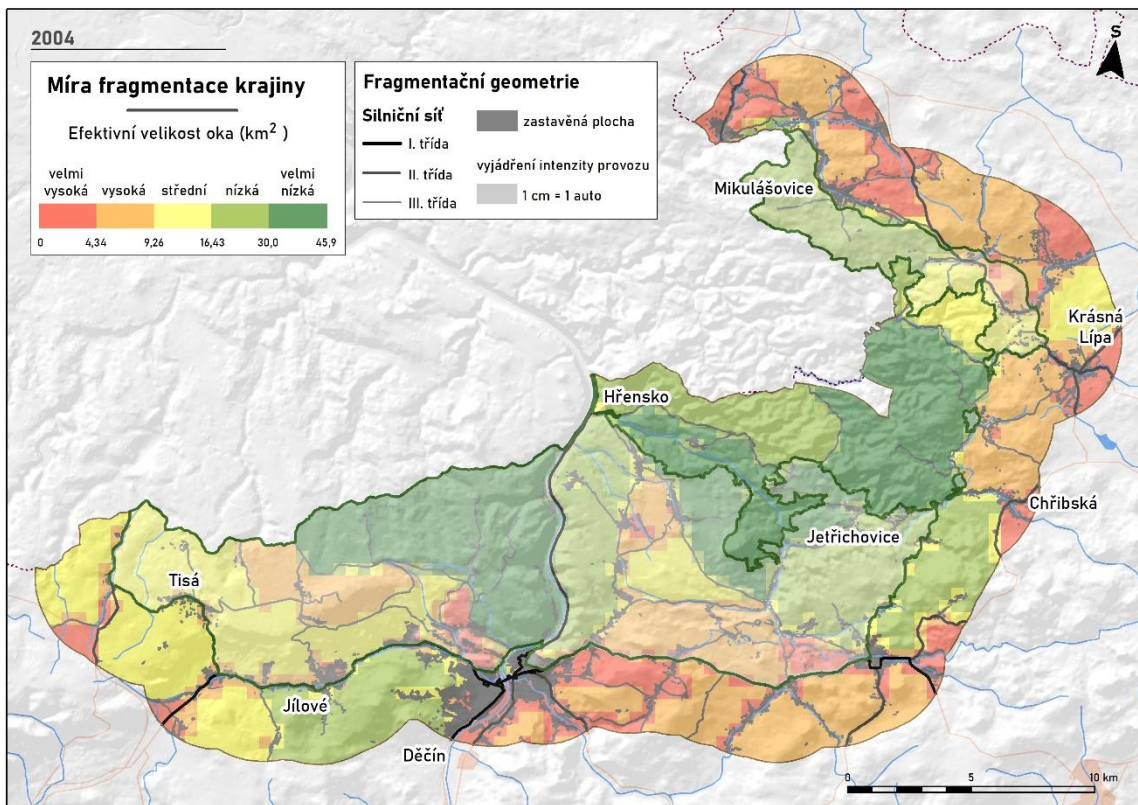 2004
Míra fragmentace krajiny
Efektivní velikost oka (km² )
velmi vysoká
vysoká
střední
nízká
velmi nízká
0
4,34
9,26
16,43
30,0
45,9
Fragmentační geometrie
Silniční síť
I. třída
II. třída
III. třída
zastavěná plocha
vyjádření intenzity provozu
1 cm = 1 auto
S
Mikulášovice
Krásná
Lípa
Hřensko
Chřibská
Jetřichovice
Tisá
Jílové
Děčín
0
5
10 km